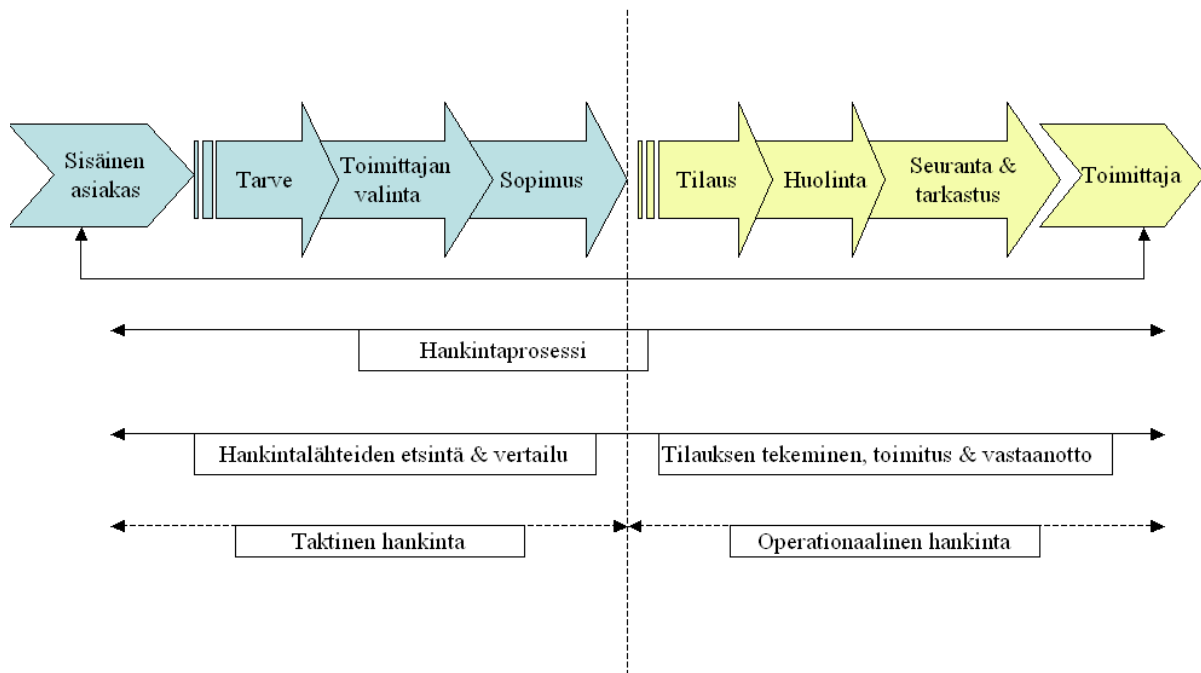 Sisäinen
asiakas
Tarve
Toimittajan
valinta
Sopimus
Tilaus
Huolinta
Seuranta &
tarkastus
Toimittaja
Hankintaprosessi
Hankintalähteiden etsintä & vertailu
Tilauksen tekeminen, toimitus & vastaanotto
Taktinen hankinta
Operationaalinen hankinta